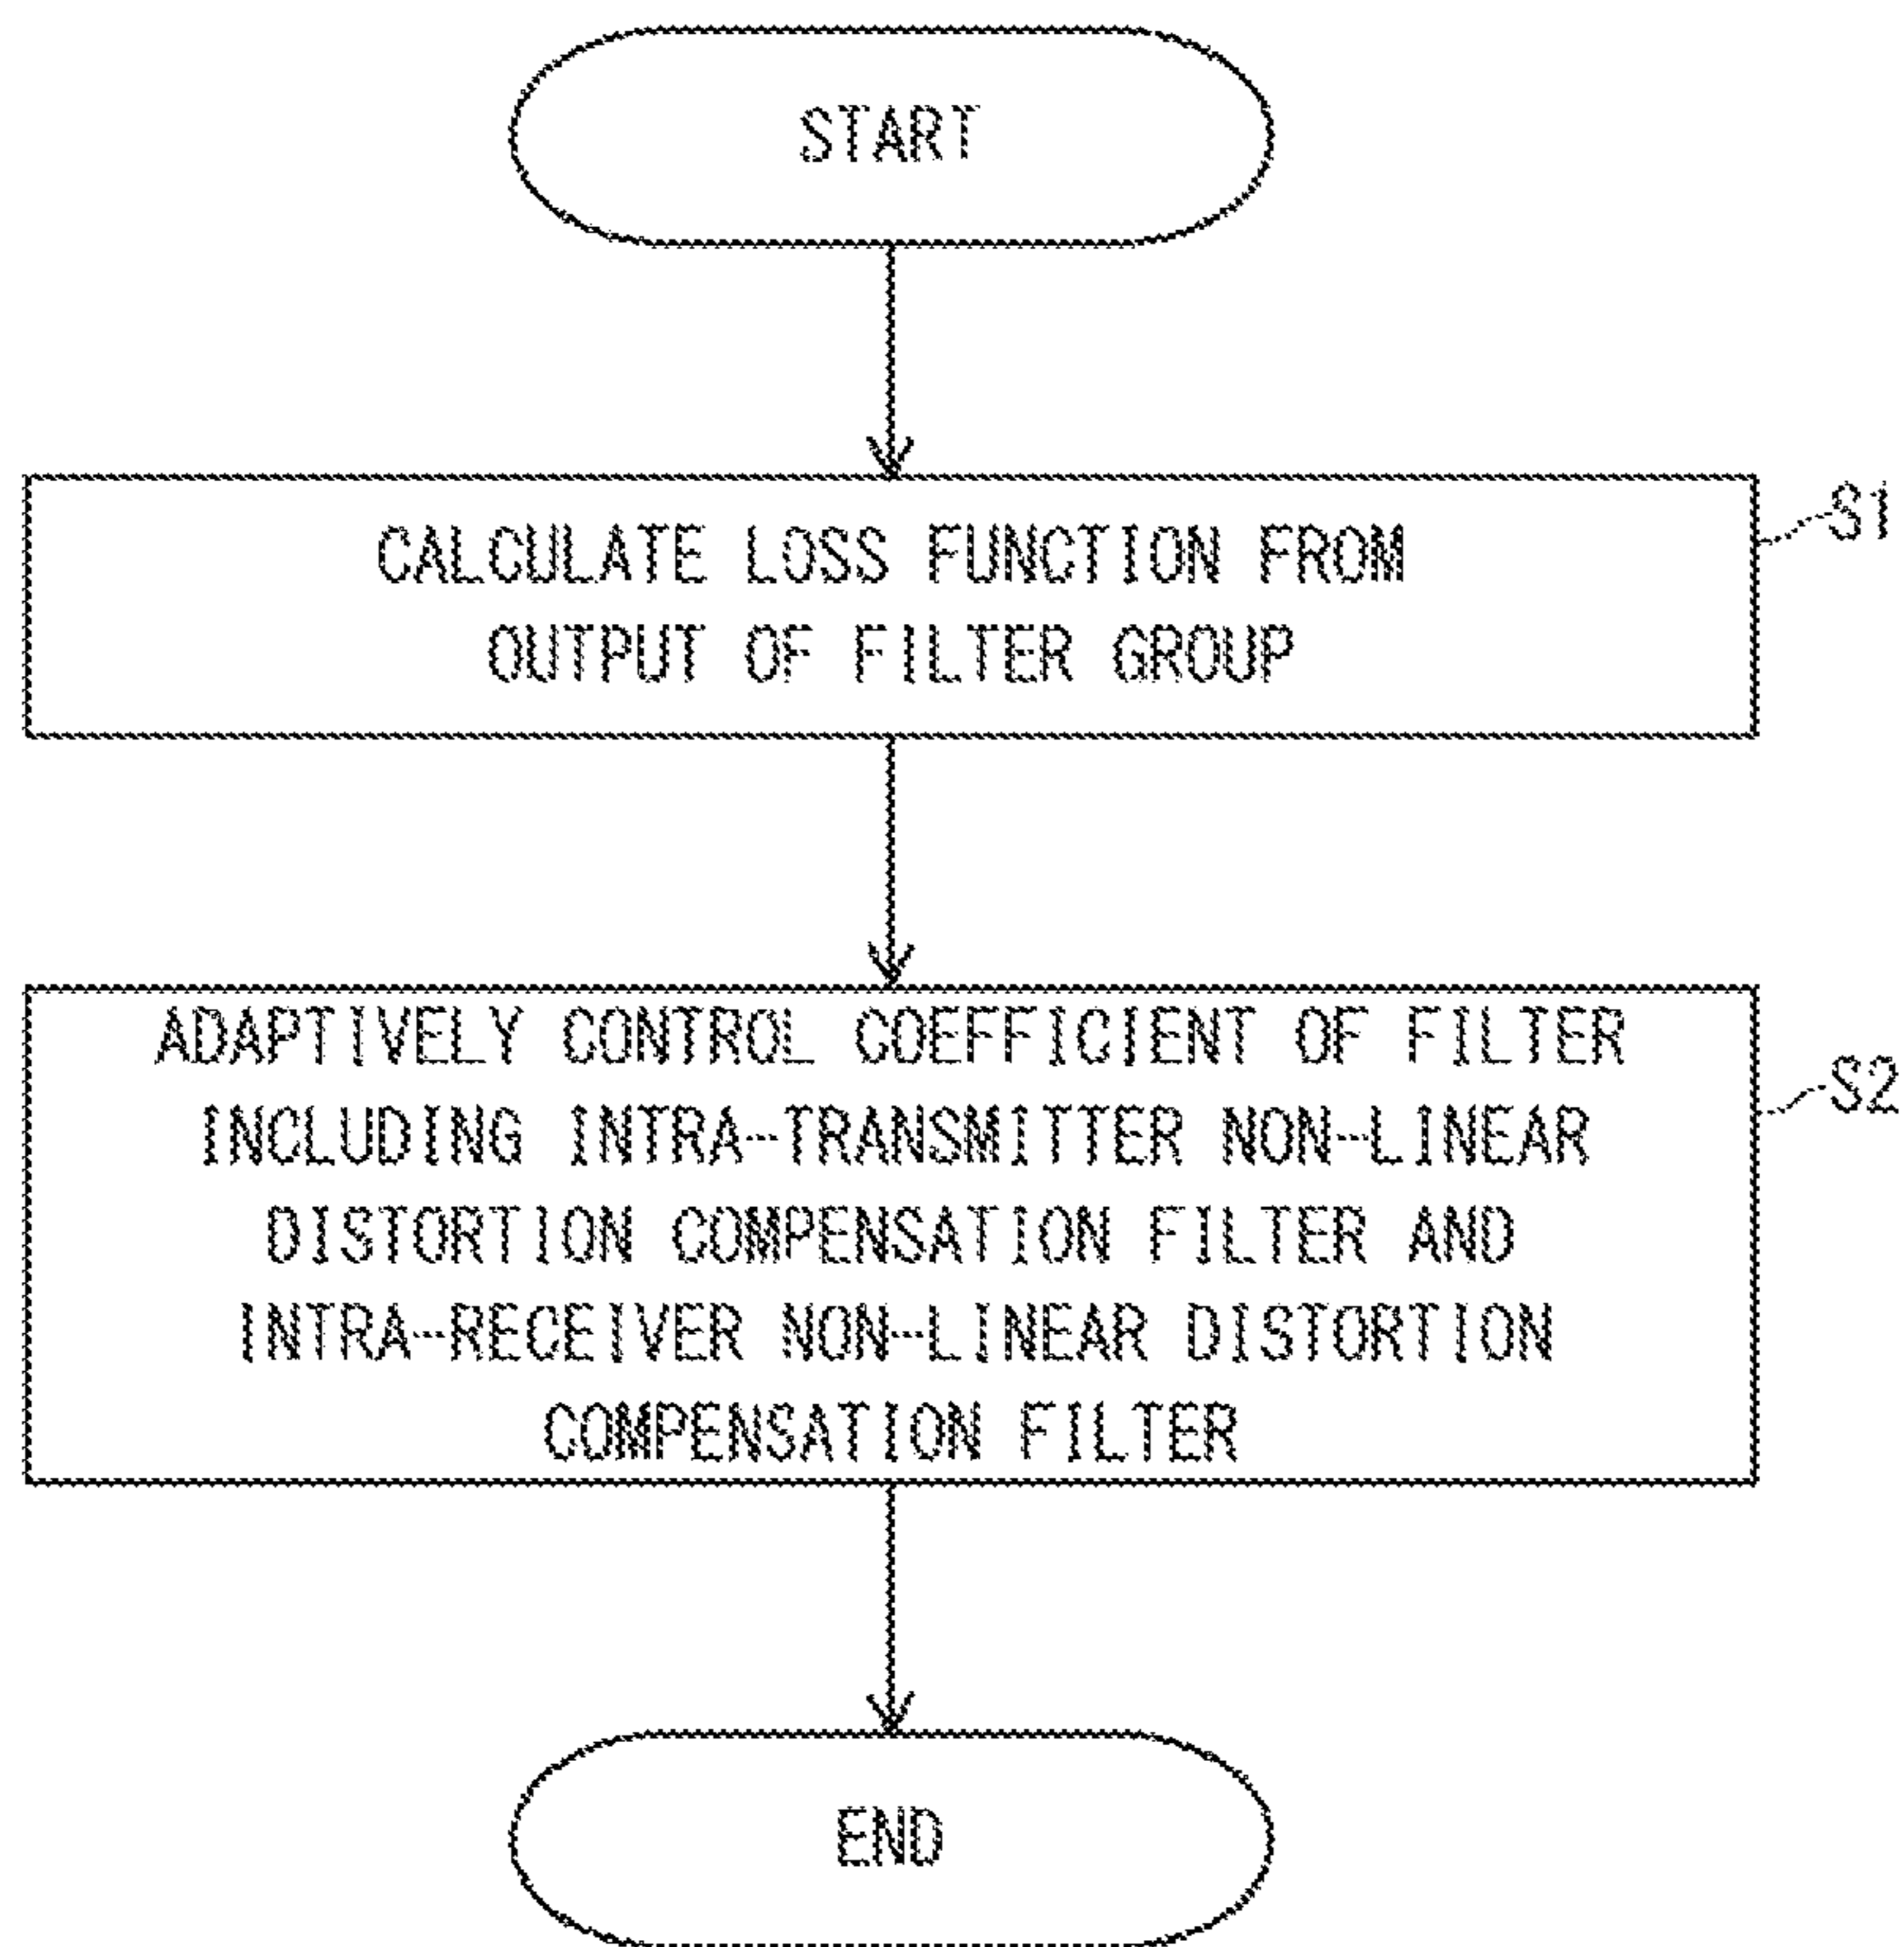 START
CALCULATE LOSS FUNCTION FROM
OUTPUT OF FILTER GROUP
S1
ADAPTIVELY CONTROL COEFFICIENT OF FILTER
INCLUDING INTRA-TRANSMITTER NON-LINEAR
DISTORTION COMPENSATION FILTER AND
INTRA-RECEIVER NON-LINEAR DISTORTION
COMPENSATION FILTER
S2
END